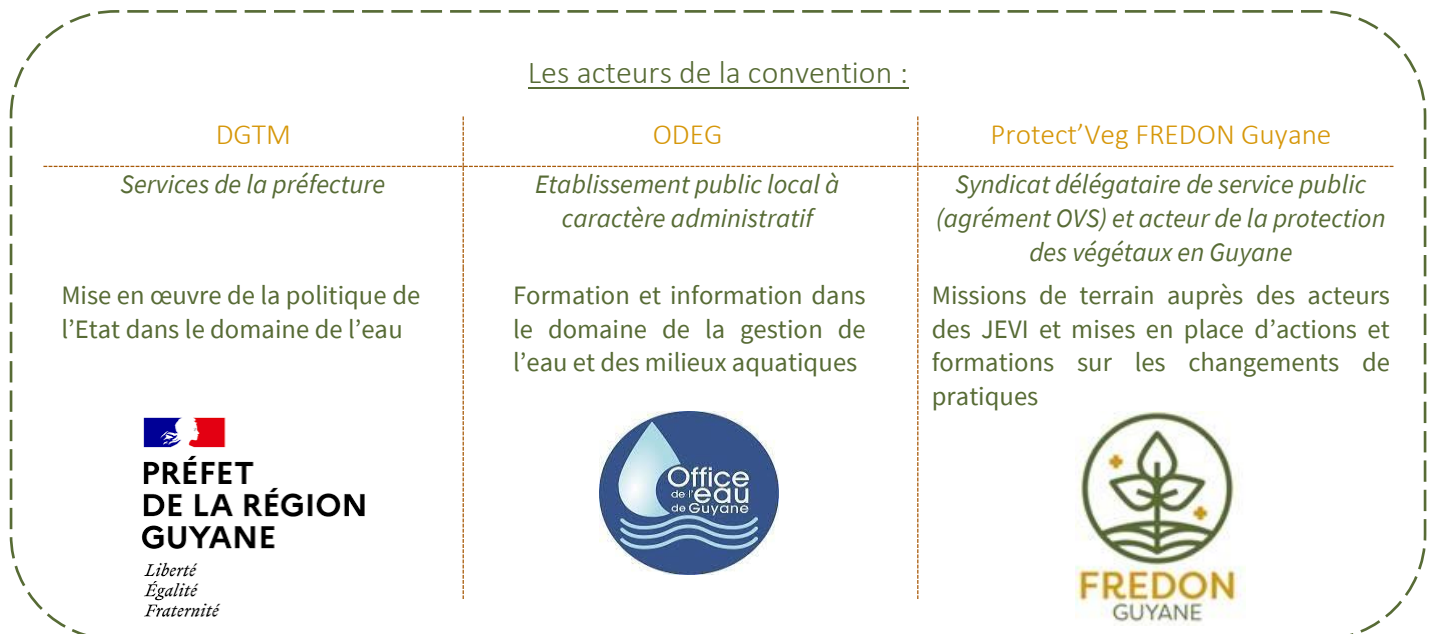 Les acteurs de la convention :
DGTM
Services de la préfecture
Mise en œuvre de la politique de
l'Etat dans le domaine de l'eau
PRÉFET
DE LA RÉGION
GUYANE
Liberté
Égalité
Fraternité
ODEG
Etablissement public local à
caractère administratif
Formation et information dans
le domaine de la gestion de
l'eau et des milieux aquatiques
Office
de l'eau
de Guyane
Protect'Veg FREDON Guyane
Syndicat délégataire de service public
(agrément OVS) et acteur de la protection
des végétaux en Guyane
Missions de terrain auprès des acteurs
des JEVI et mises en place d'actions et
formations sur les changements de
pratiques
FREDON
GUYANE